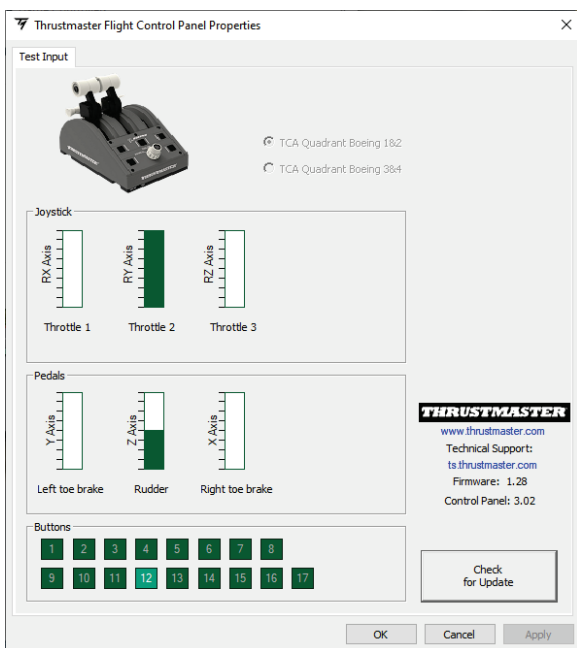 Thrustmaster Flight Control Panel Properties
Test Input
TCA Quadrant Boeing 1&2
TCA Quadrant Boeing 3&4
Joystick
RX Axis
RY Axis
RZ Axis
Throttle 1
Throttle 2
Throttle 3
Pedals
Y Axis
Z Axis
X Axis
Left toe brake
Rudder
Right toe brake
THRUSTMASTER
www.thrustmaster.com
Technical Support:
ts.thrustmaster.com
Firmware: 1.28
Control Panel: 3.02
Buttons
1 2 3 4 5 6 7 8
9 10 11 12 13 14 15 16 17
Check
for Update
OK
Cancel
Apply